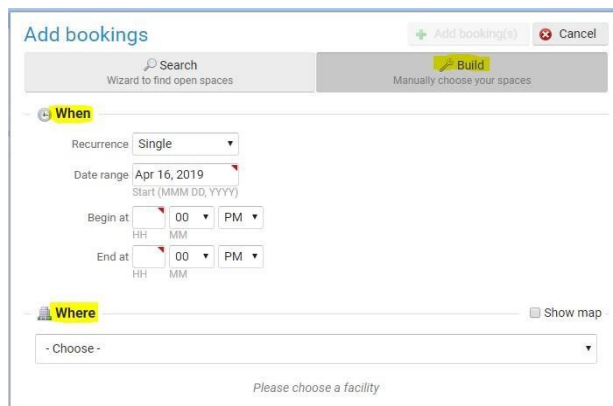 Add bookings
Add booking(s)
Cancel
Search
Wizard to find open spaces
Build
Manually choose your spaces
When
Recurrence Single
Date range Apr 16, 2019
Start (MMM DD, YYYY)
Begin at 00 PM
HH MM
End at 00 PM
HH MM
Where
Show map
- Choose -
Please choose a facility